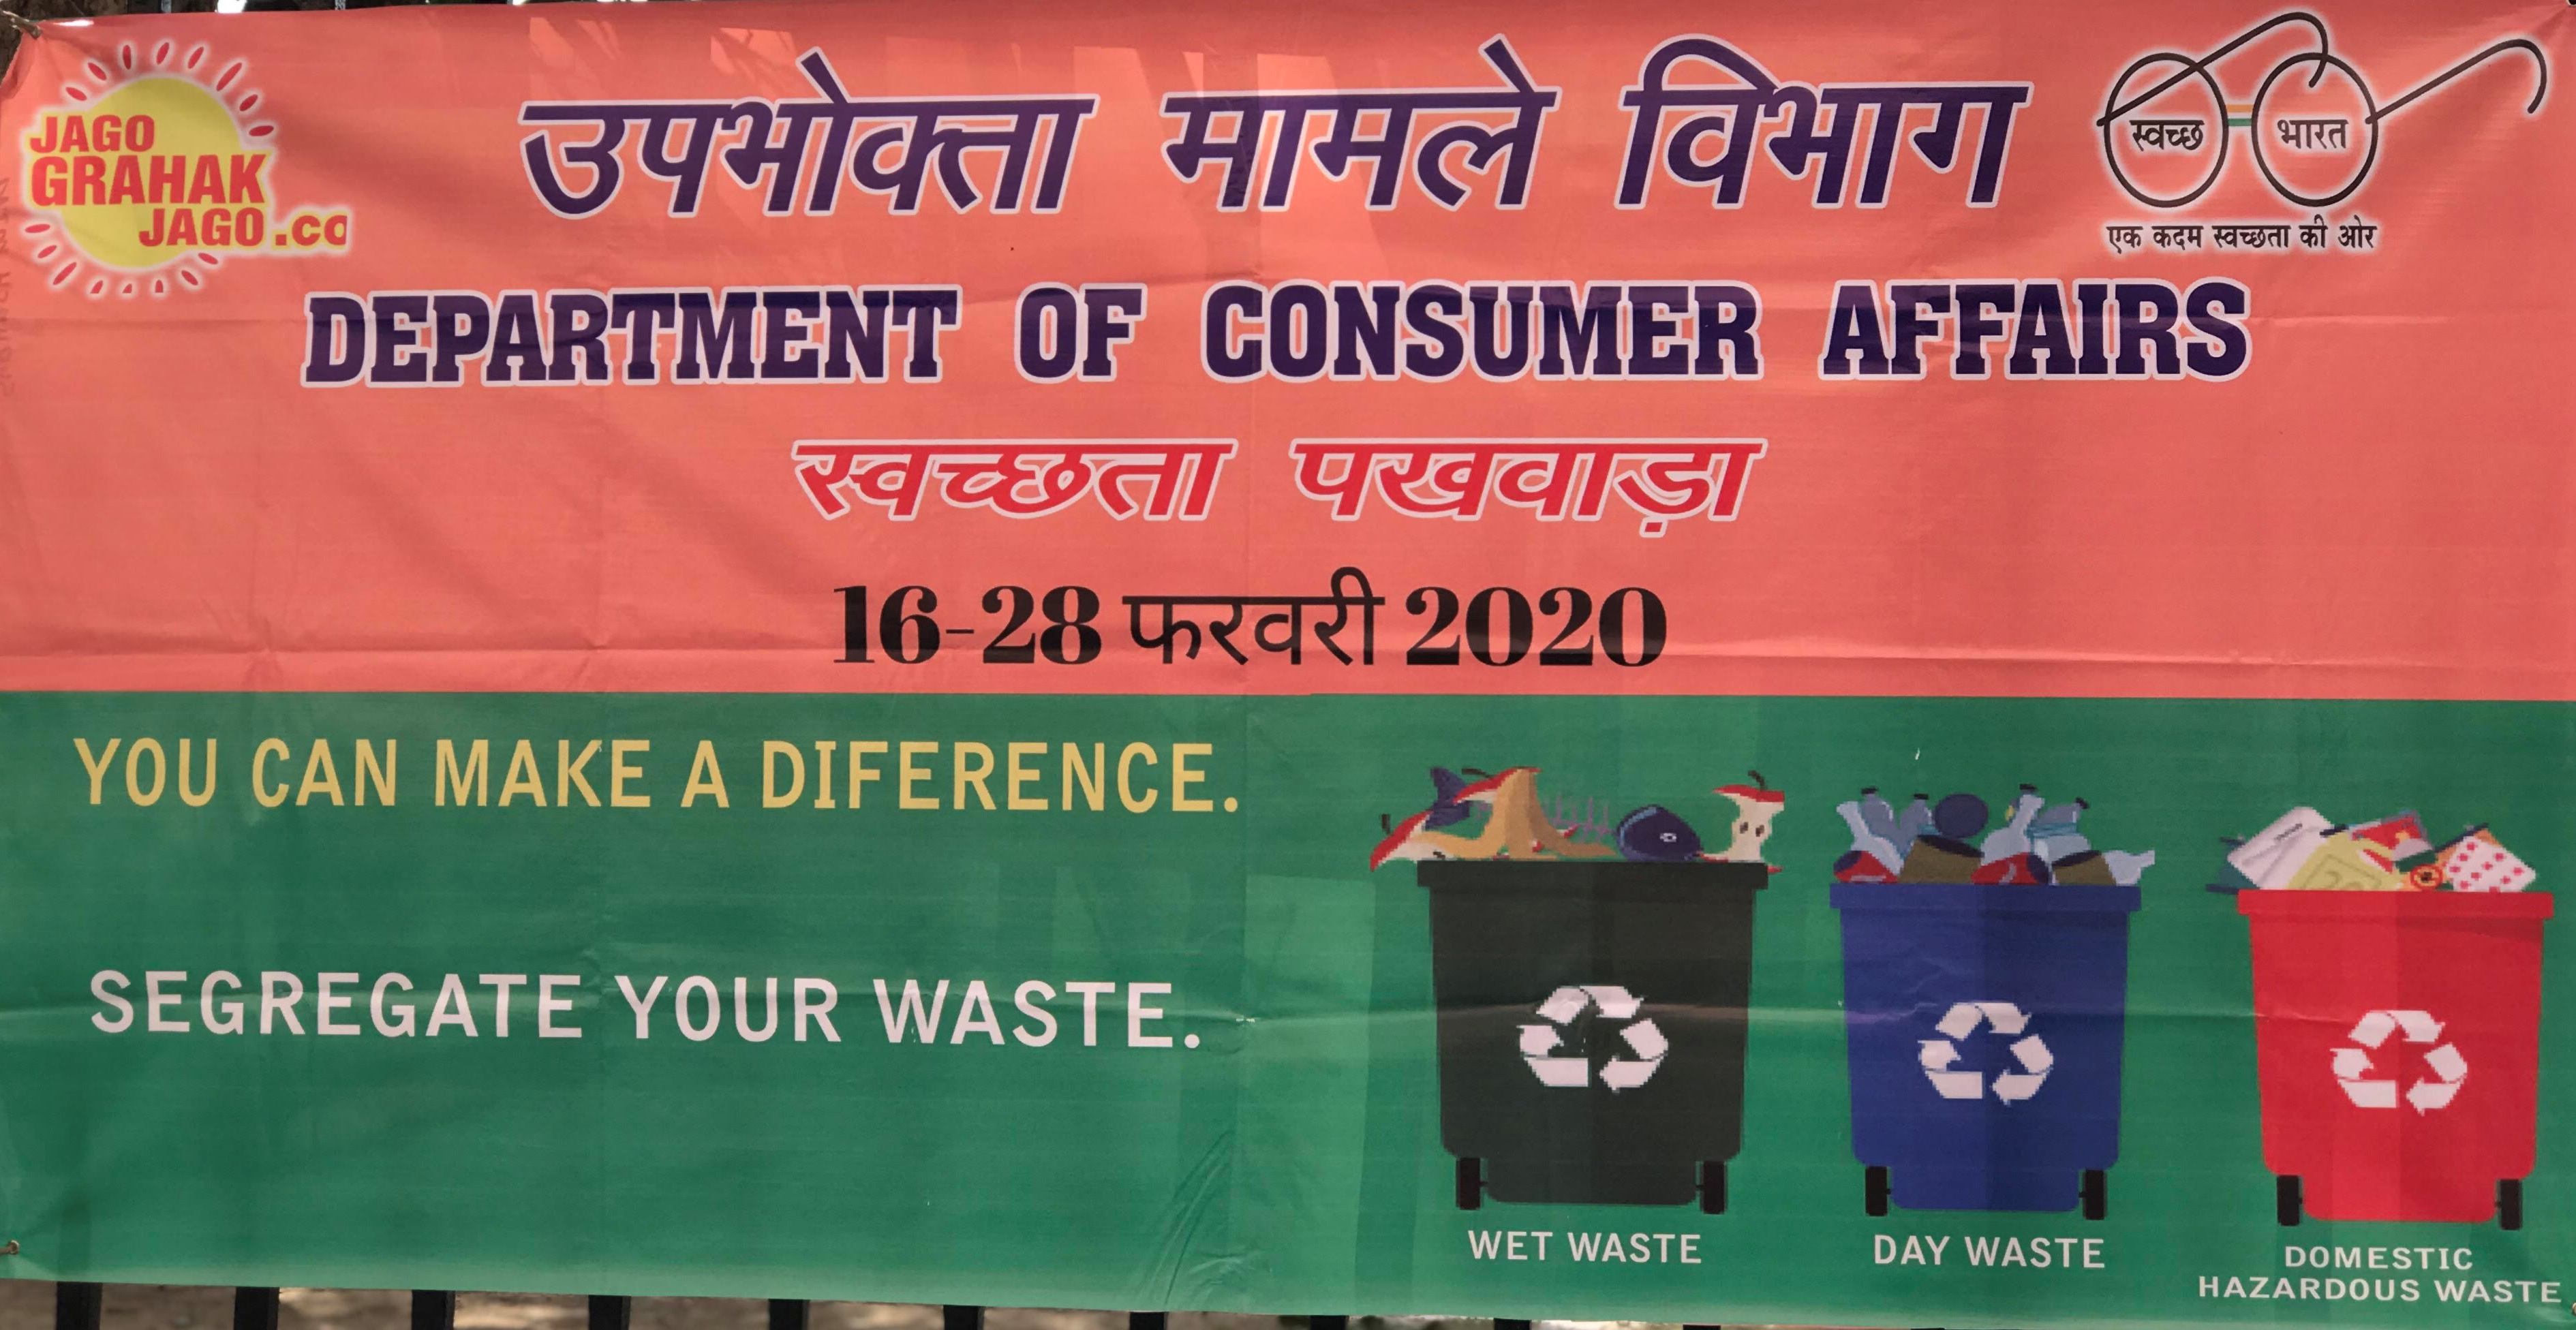 JAGO
GRAHAK
JAGO.co
उपभोक्ता मामले विभाग
स्वच्छ भारत
एक कदम स्वच्छता की ओर
DEPARTMENT OF CONSUMER AFFAIRS
स्वच्छता पखवाड़ा
16-28 फरवरी 2020
YOU CAN MAKE A DIFERENCE.
SEGREGATE YOUR WASTE.
WET WASTE
DAY WASTE
DOMESTIC
HAZARDOUS WASTE